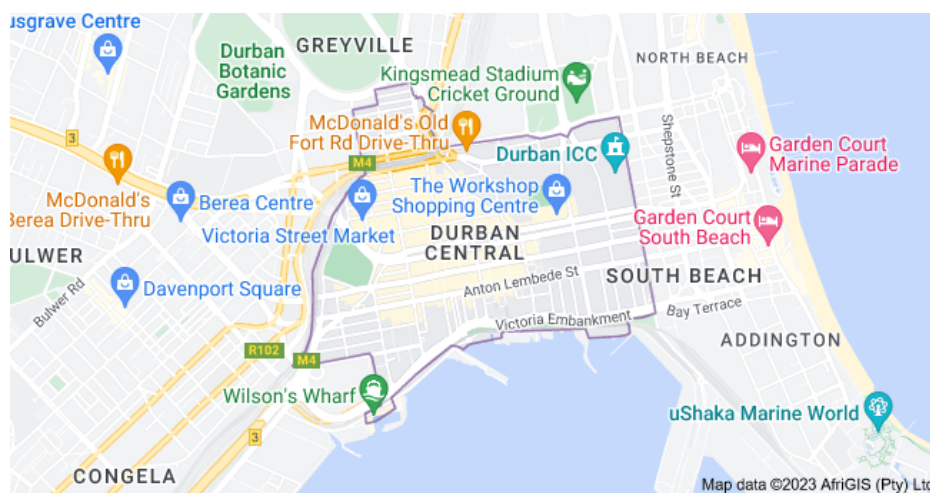 usgrave Centre
GREYVILLE
Durban
Botanic
Gardens
NORTH BEACH
Kingsmead Stadium
Cricket Ground
McDonald's Old
Fort Rd Drive-Thru
3
M4
Durban ICC
Shepstone St
Garden Court
Marine Parade
McDonald's
Berea Drive-Thru
Berea Centre
The Workshop
Shopping Centre
Victoria Street Market
Garden Court
South Beach
DURBAN
CENTRAL
ULWER
Bulwer Rd
Davenport Square
Anton Lembede St
SOUTH BEACH
Victoria Embankment
Bay Terrace
R102
M4
ADDINGTON
Wilson's Wharf
uShaka Marine World
3
CONGELA
Map data ©2023 AfriGIS (Pty) Ltd